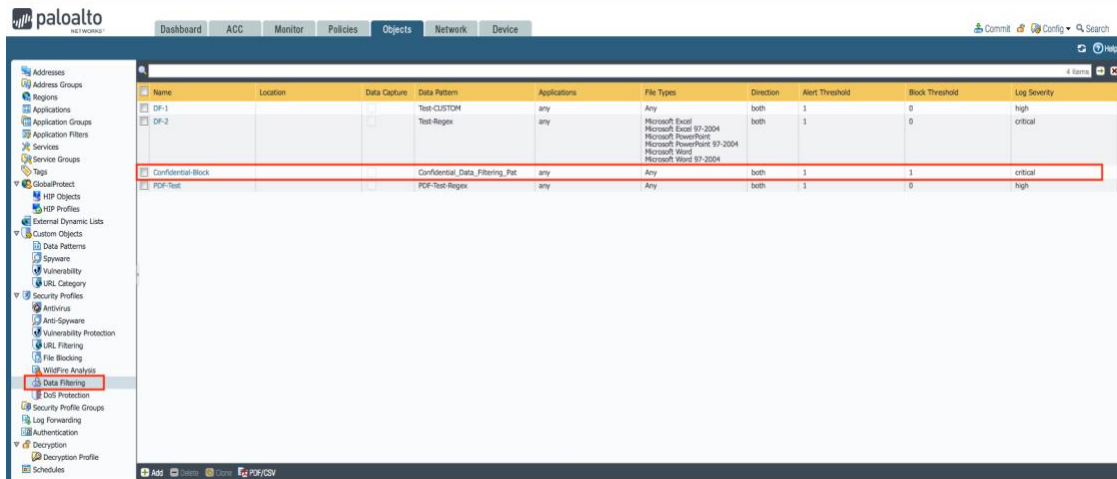 paloalto
NETWORKS
Dashboard ACC Monitor Policies Objects Network Device
Commit Config Search
Help
4 items
Addresses
Address Groups
Regions
Applications
Application Groups
Application Filters
Services
Service Groups
Tags
GlobalProtect
HIP Objects
HIP Profiles
External Dynamic Lists
Custom Objects
Data Patterns
Spyware
Vulnerability
URL Category
Security Profiles
Antivirus
Anti-Spyware
Vulnerability Protection
URL Filtering
File Blocking
WildFire Analysis
Data Filtering
DoS Protection
Security Profile Groups
Log Forwarding
Authentication
Decryption
Decryption Profile
Schedules
Name Location Data Capture Data Pattern Applications File Types Direction Alert Threshold Block Threshold Log Severity
DF-1 Test-CUSTOM any Any both 1 0 high
DF-2 Test-Regex any Microsoft Excel both 1 0 critical
Microsoft Excel 97-2004
Microsoft PowerPoint
Microsoft PowerPoint 97-2004
Microsoft Word
Microsoft Word 97-2004
Confidential-Block Confidential_Data_Filtering_Pat any Any both 1 1 critical
PDF-Test PDF-Test-Regex any Any both 1 0 high
Add Delete Clone PDF/CSV